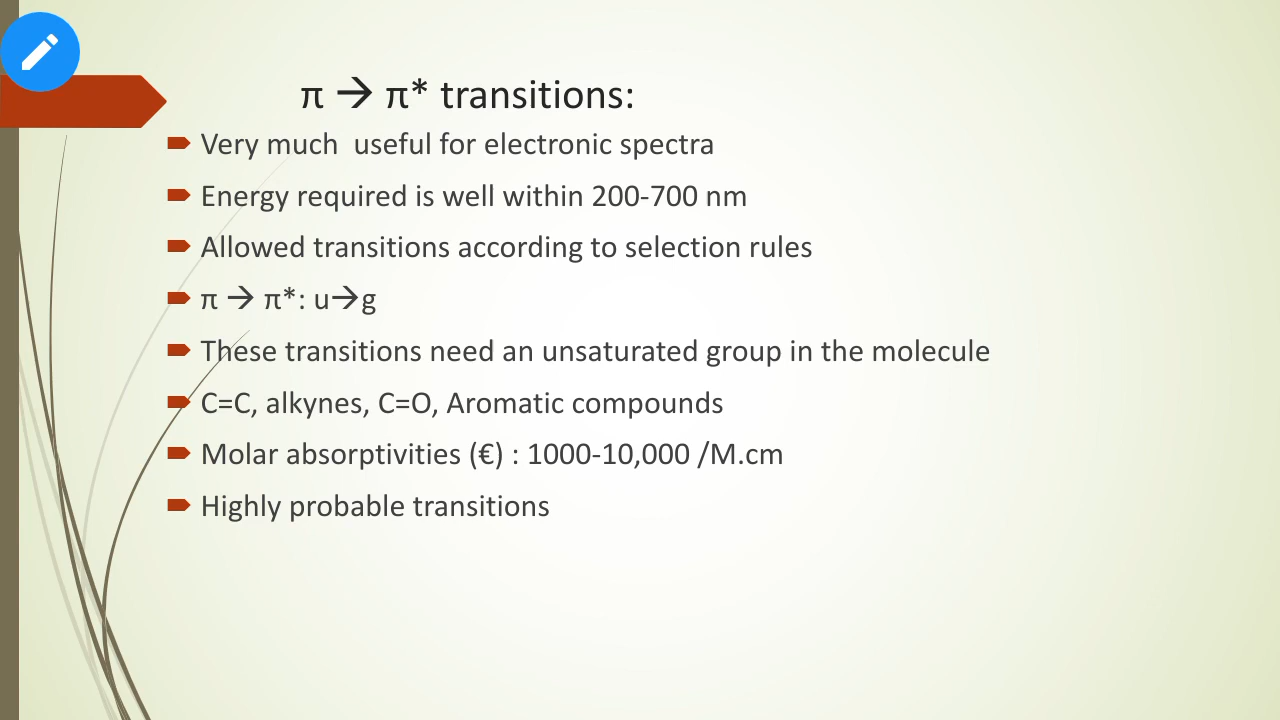 π → π* transitions:
Very much  useful for electronic spectra
Energy required is well within 200-700 nm
Allowed transitions according to selection rules
π → π*: u→g
These transitions need an unsaturated group in the molecule
C=C, alkynes, C=O, Aromatic compounds
Molar absorptivities (€) : 1000-10,000 /M.cm
Highly probable transitions